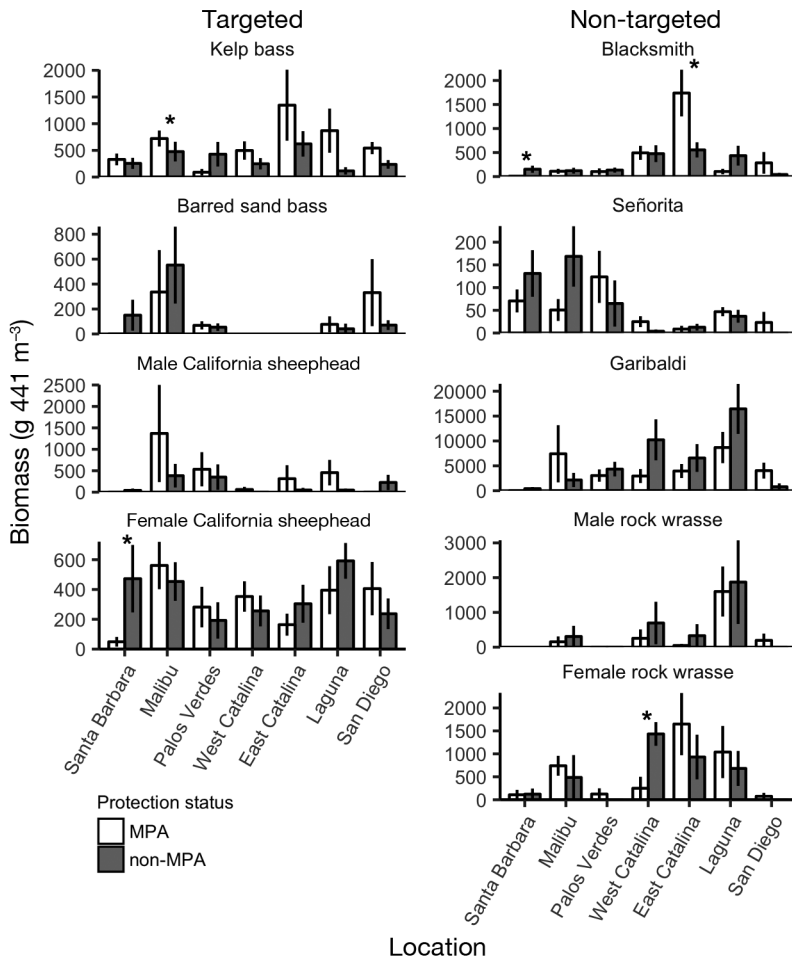 Targeted
Kelp bass
2000
1500
1000
500
0
*
Barred sand bass
800
600
400
200
0
Male California sheephead
2500
2000
1500
1000
500
0
Female California sheephead
600
400
200
0
*
Santa Barbara
Malibu
Palos Verdes
West Catalina
East Catalina
Laguna
San Diego
Biomass (g 441 m⁻³)
Protection status
MPA
non-MPA
Non-targeted
Blacksmith
2000
1500
1000
500
0
*
*
Señorita
200
150
100
50
0
Garibaldi
20000
15000
10000
5000
0
Male rock wrasse
3000
2000
1000
0
Female rock wrasse
2000
1500
1000
500
0
*
Santa Barbara
Malibu
Palos Verdes
West Catalina
East Catalina
Laguna
San Diego
Location